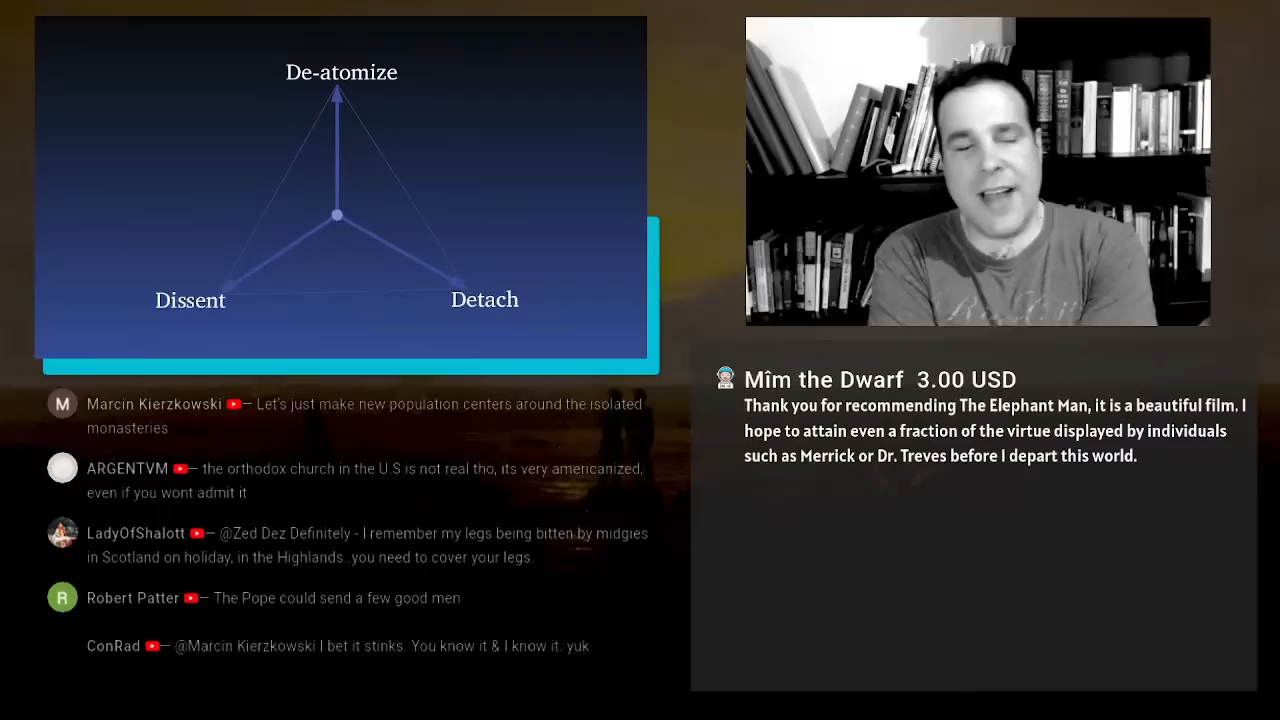 De-atomize
Dissent
Detach
M
Marcin Kierzkowski — Let's just make new population centers around the isolated
monasteries
ARGENTVM — the orthodox church in the U.S is not real tho, its very americanized,
even if you wont admit it
LadyOfShalott — @Zed Dez Definitely - I remember my legs being bitten by midgies
in Scotland on holiday, in the Highlands..you need to cover your legs.
R
Robert Patter — The Pope could send a few good men
ConRad — @Marcin Kierzkowski I bet it stinks. You know it & I know it. yuk
Mîm the Dwarf 3.00 USD
Thank you for recommending The Elephant Man, it is a beautiful film. I
hope to attain even a fraction of the virtue displayed by individuals
such as Merrick or Dr. Treves before I depart this world.